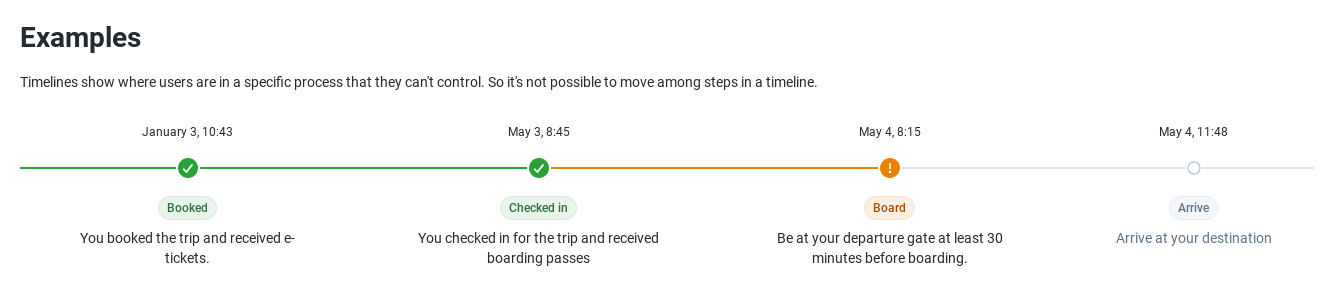 Examples
Timelines show where users are in a specific process that they can't control. So it's not possible to move among steps in a timeline.
January 3, 10:43
Booked
You booked the trip and received e-
tickets.
May 3, 8:45
Checked in
You checked in for the trip and received
boarding passes
May 4, 8:15
Board
Be at your departure gate at least 30
minutes before boarding.
May 4, 11:48
Arrive
Arrive at your destination